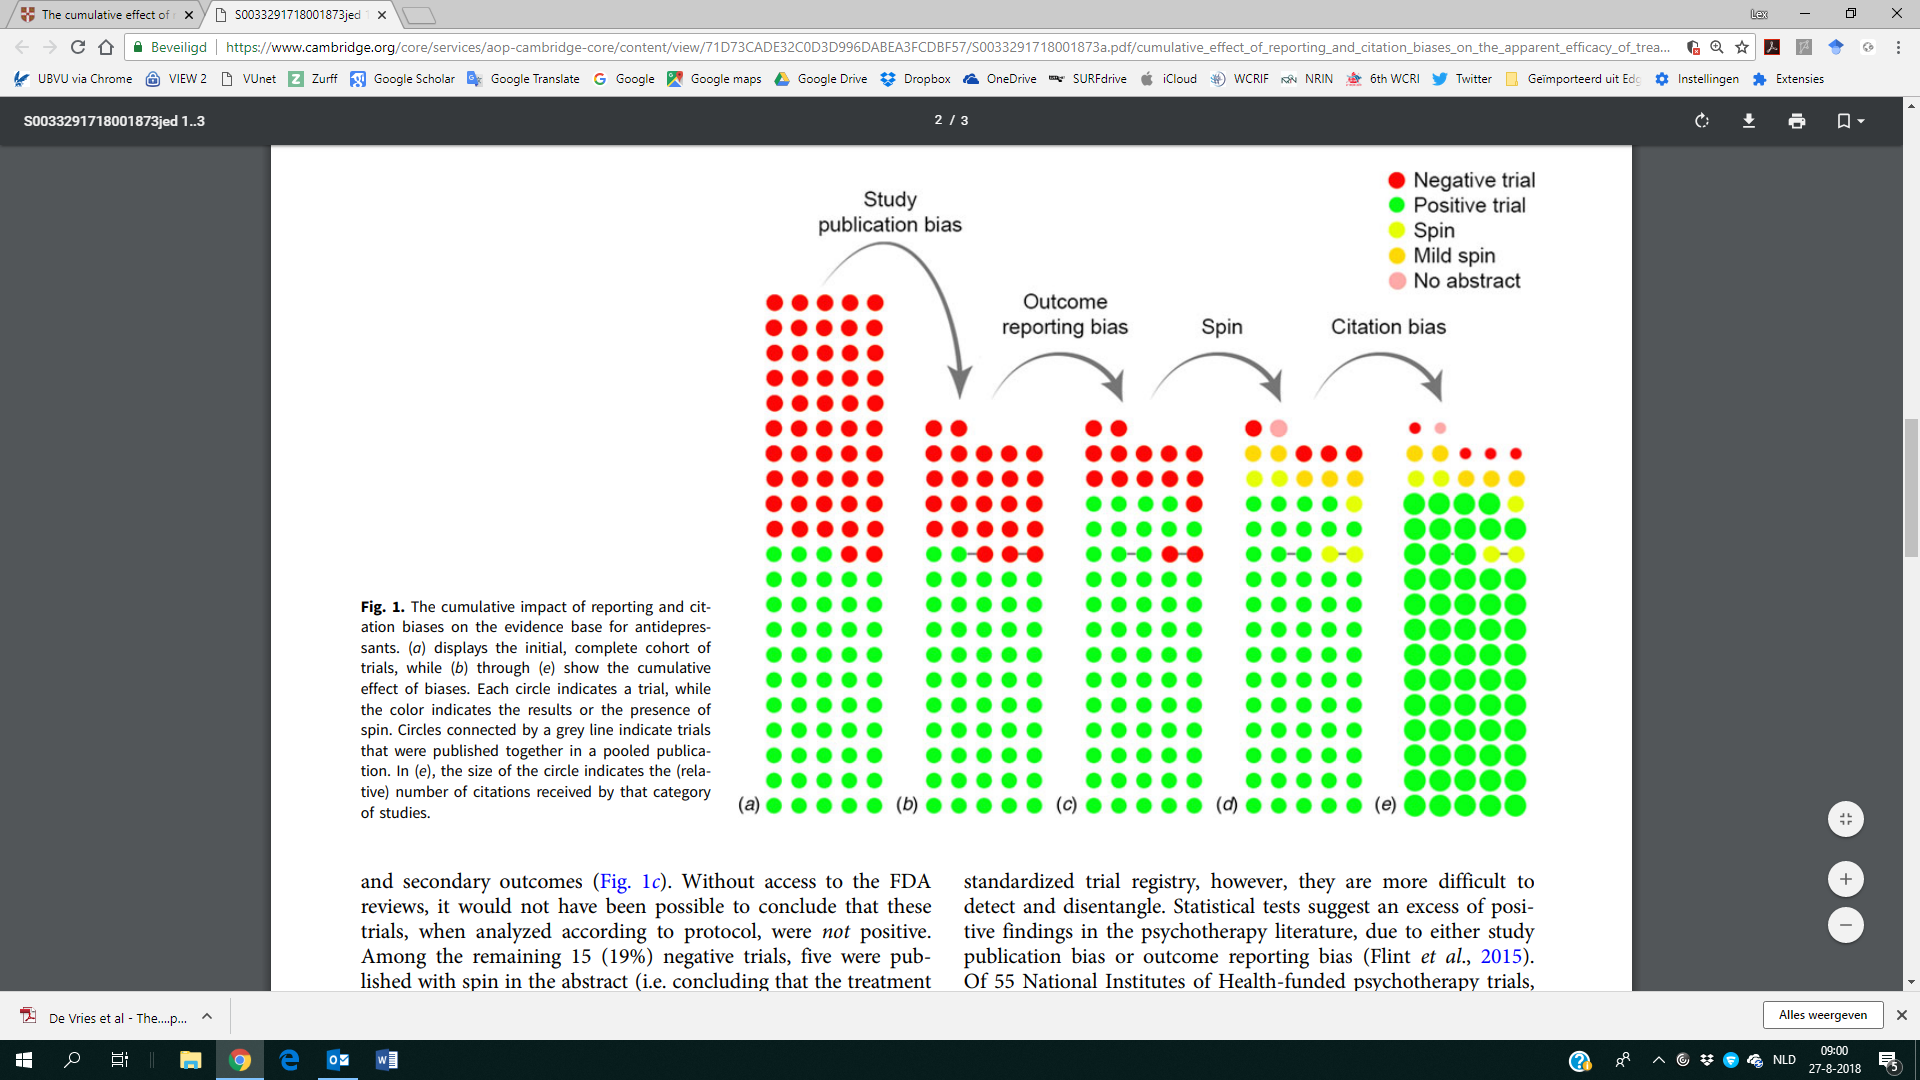 The cumulative effect of
S0033291718001873jed
Lex
Beveiligd
https://www.cambridge.org/core/services/aop-cambridge-core/content/view/71D73CADE32C0D3D996DABEA3FCDBF57/S0033291718001873a.pdf/cumulative_effect_of_reporting_and_citation_biases_on_the_apparent_efficacy_of_trea...
UBVU via Chrome VIEW 2 VUnet Zurff Google Scholar Google Translate Google Google maps Google Drive Dropbox OneDrive SURFdrive iCloud WCRIF NRIN 6th WCRI Twitter Geïmporteerd uit Instellingen Extensies
S0033291718001873jed 1..3
2 / 3
Negative trial
Positive trial
Spin
Mild spin
No abstract
Study
publication bias
Outcome
reporting bias
Spin
Citation bias
(a)
(b)
(c)
(d)
(e)
Fig. 1. The cumulative impact of reporting and cit-
ation biases on the evidence base for antidepres-
sants. (a) displays the initial, complete cohort of
trials, while (b) through (e) show the cumulative
effect of biases. Each circle indicates a trial, while
the color indicates the results or the presence of
spin. Circles connected by a grey line indicate trials
that were published together in a pooled publica-
tion. In (e), the size of the circle indicates the (rela-
tive) number of citations received by that category
of studies.
and secondary outcomes (Fig. 1c). Without access to the FDA
reviews, it would not have been possible to conclude that these
trials, when analyzed according to protocol, were not positive.
Among the remaining 15 (19%) negative trials, five were pub-
lished with spin in the abstract (i.e. concluding that the treatment
standardized trial registry, however, they are more difficult to
detect and disentangle. Statistical tests suggest an excess of posi-
tive findings in the psychotherapy literature, due to either study
publication bias or outcome reporting bias (Flint et al., 2015).
Of 55 National Institutes of Health-funded psychotherapy trials,
De Vries et al - The....p...
Alles weergeven
NLD
09:00
27-8-2018
5